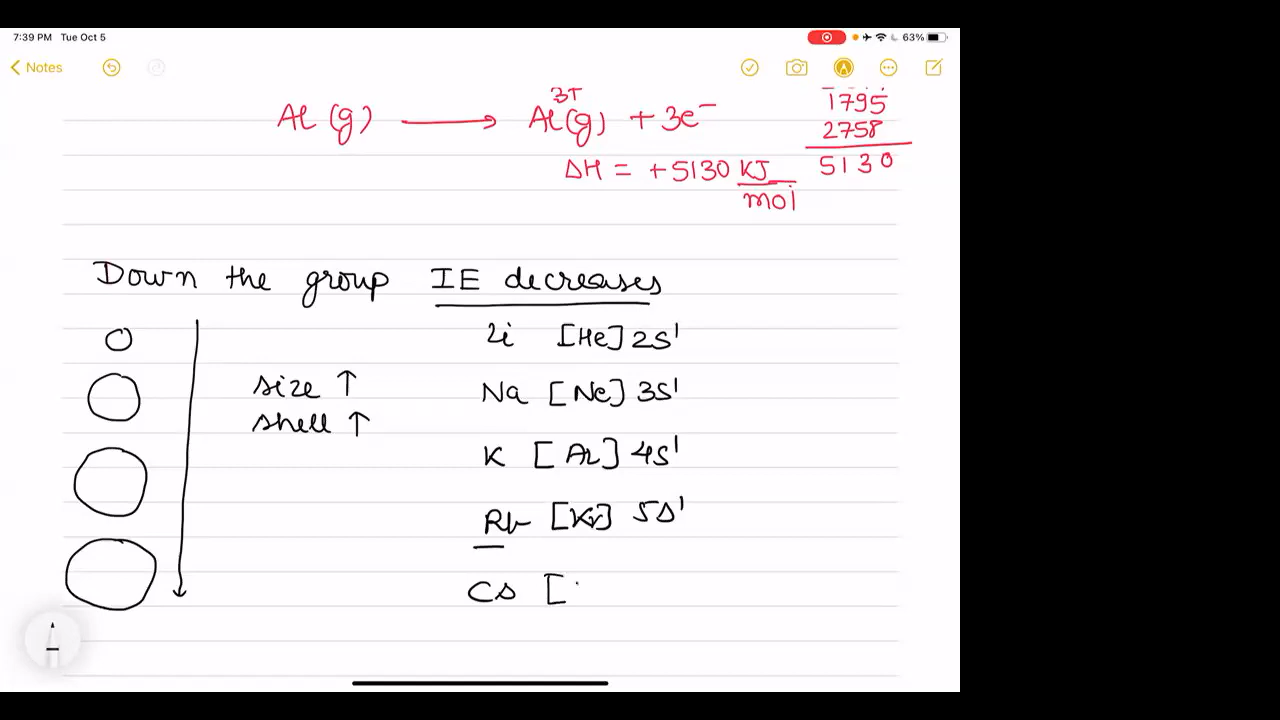 7:39 PM Tue Oct 5
63%
Notes
Al (g) ⟶ Al³⁺(g) + 3e⁻
1795
2758
5130
ΔH = +5130 KJ/mol
Down the group IE decreases
Li [He] 2s¹
size ↑
Na [Ne] 3s¹
shell ↑
K [Ar] 4s¹
Rb [Kr] 5s¹
Cs [